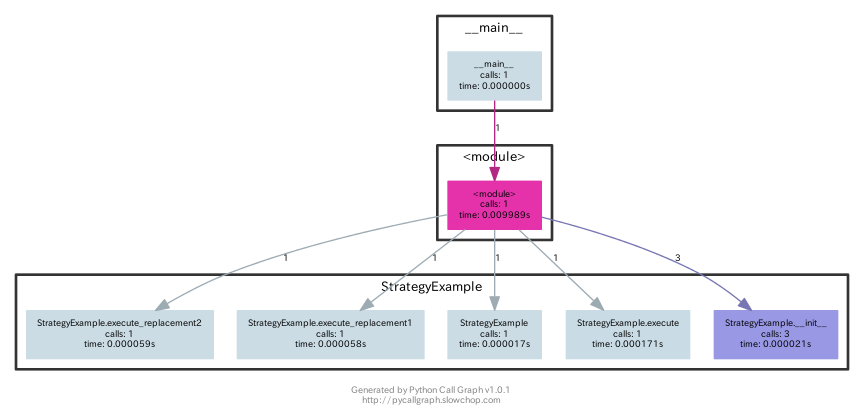 __main__
__main__
calls: 1
time: 0.000000s
1
<module>
<module>
calls: 1
time: 0.009989s
1
1
1
1
3
StrategyExample
StrategyExample.execute_replacement2
calls: 1
time: 0.000059s
StrategyExample.execute_replacement1
calls: 1
time: 0.000058s
StrategyExample
calls: 1
time: 0.000017s
StrategyExample.execute
calls: 1
time: 0.000171s
StrategyExample.__init__
calls: 3
time: 0.000021s
Generated by Python Call Graph v1.0.1
http://pycallgraph.slowchop.com